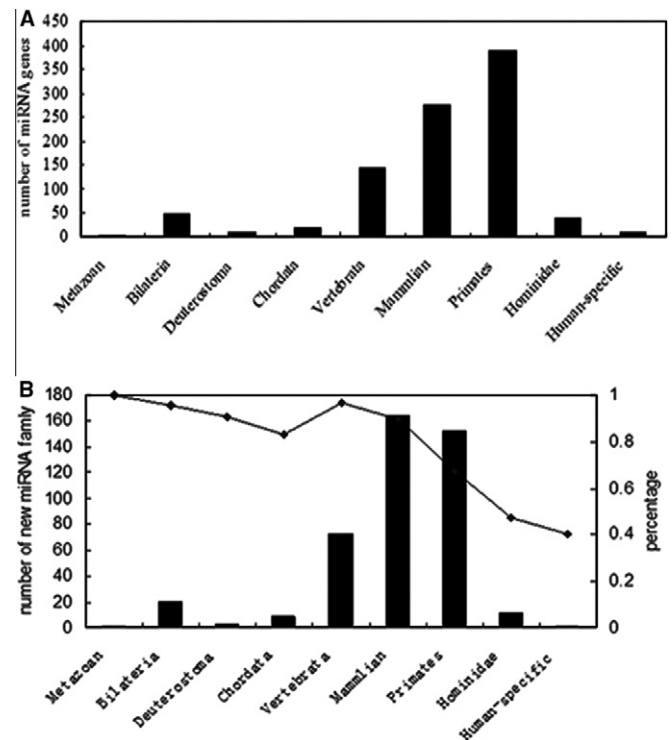 A
450
400
350
300
250
200
150
100
50
0
number of miRNA genes
Metazoan
Bilateria
Deuterostoma
Chordata
Vertebrata
Mammlian
Primates
Hominidae
Human-specific
B
180
160
140
120
100
80
60
40
20
0
number of new miRNA family
1
0.8
0.6
0.4
0.2
0
percentage
Metazoan
Bilateria
Deuterostoma
Chordata
Vertebrata
Mammlian
Primates
Hominidae
Human-specific